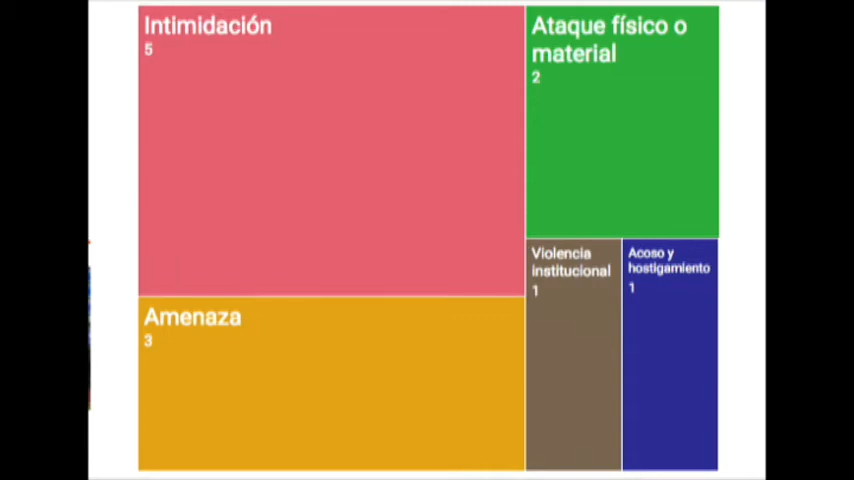 Intimidación
5
Ataque físico o
material
2
Amenaza
3
Violencia
institucional
1
Acoso y
hostigamiento
1